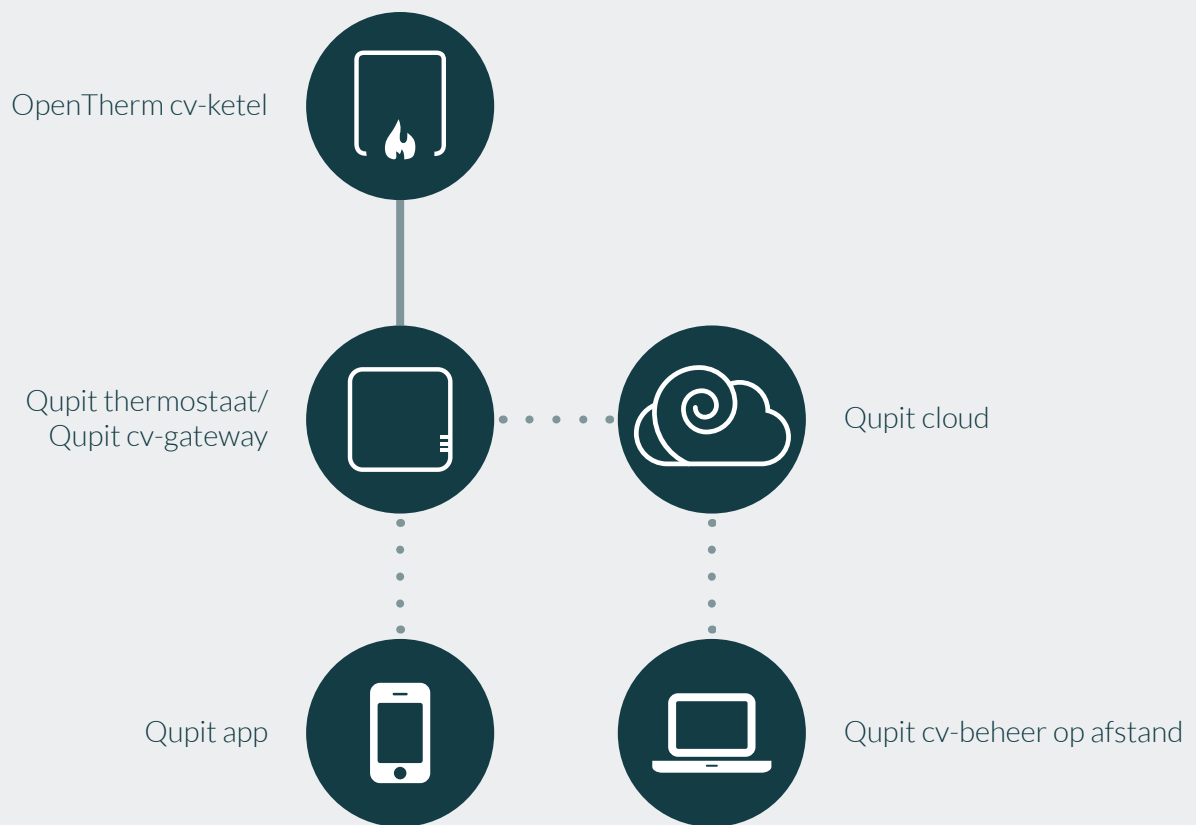 OpenTherm cv-ketel
Qupit thermostaat/
Qupit cv-gateway
Qupit cloud
Qupit app
Qupit cv-beheer op afstand